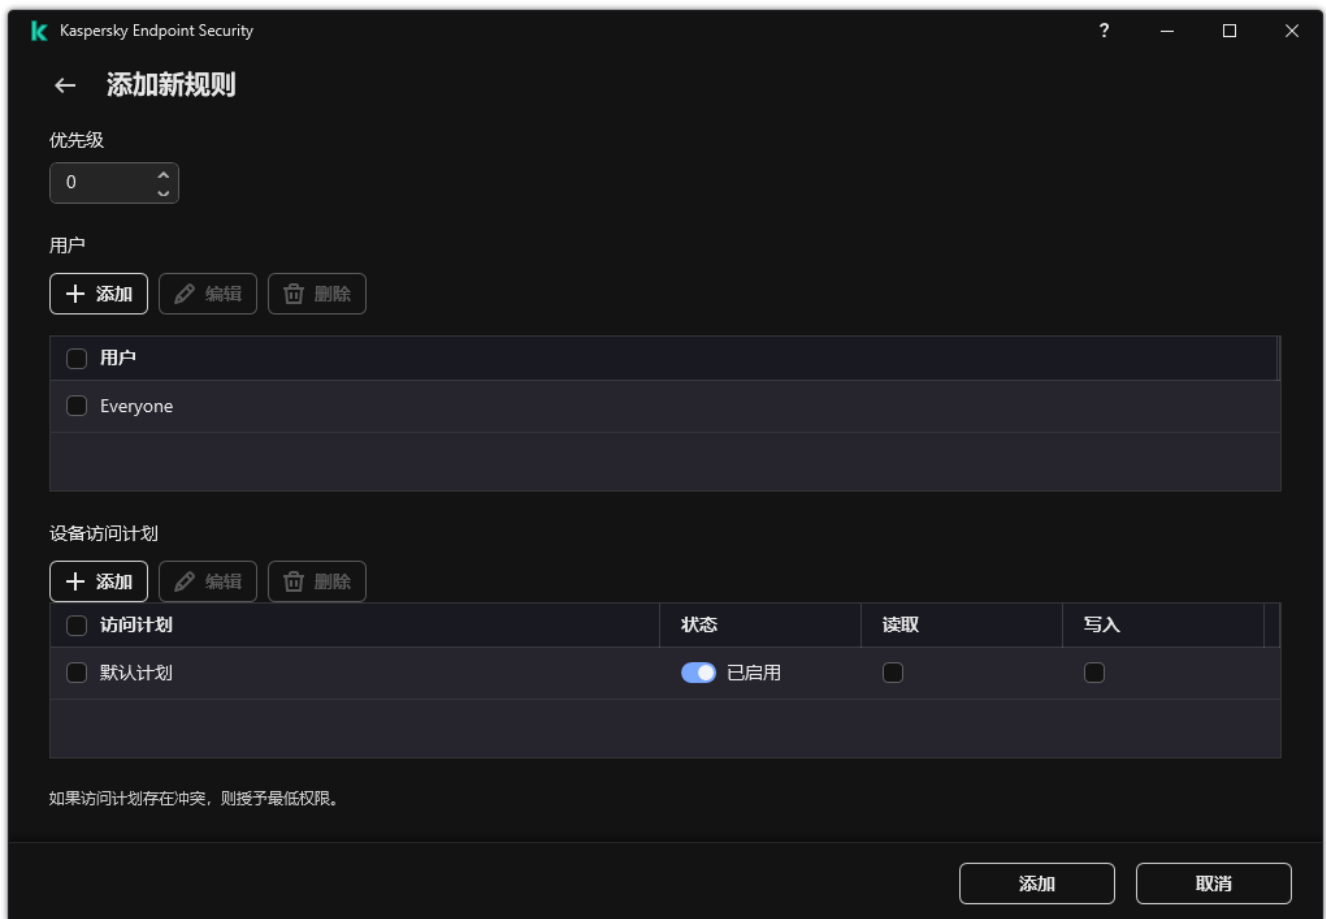 Kaspersky Endpoint Security ?
添加新规则
优先级
0
用户
添加 编辑 删除
用户
Everyone
设备访问计划
添加 编辑 删除
访问计划 状态 读取 写入
默认计划 已启用
如果访问计划存在冲突，则授予最低权限。
添加 取消